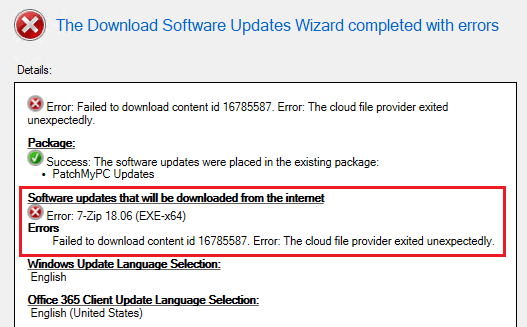 The Download Software Updates Wizard completed with errors
Details:
Error: Failed to download content id 16785587. Error: The cloud file provider exited
unexpectedly.
Package:
Success: The software updates were placed in the existing package:
• PatchMyPC Updates
Software updates that will be downloaded from the internet
Error: 7-Zip 18.06 (EXE-x64)
Errors
Failed to download content id 16785587. Error: The cloud file provider exited unexpectedly.
Windows Update Language Selection:
English
Office 365 Client Update Language Selection:
English (United States)